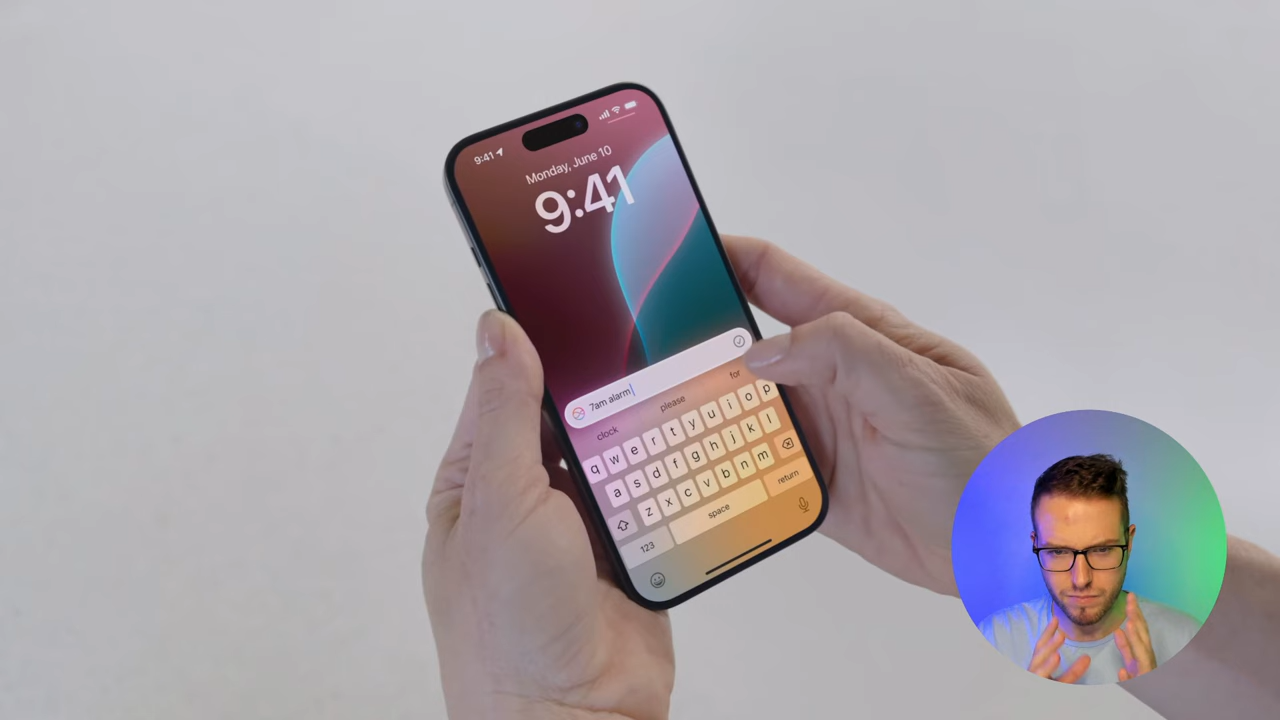 9:41
Monday, June 10
9:41
7am alarm
clock please for
q w e r t y u i o p
a s d f g h j k l
z x c v b n m
123 space return